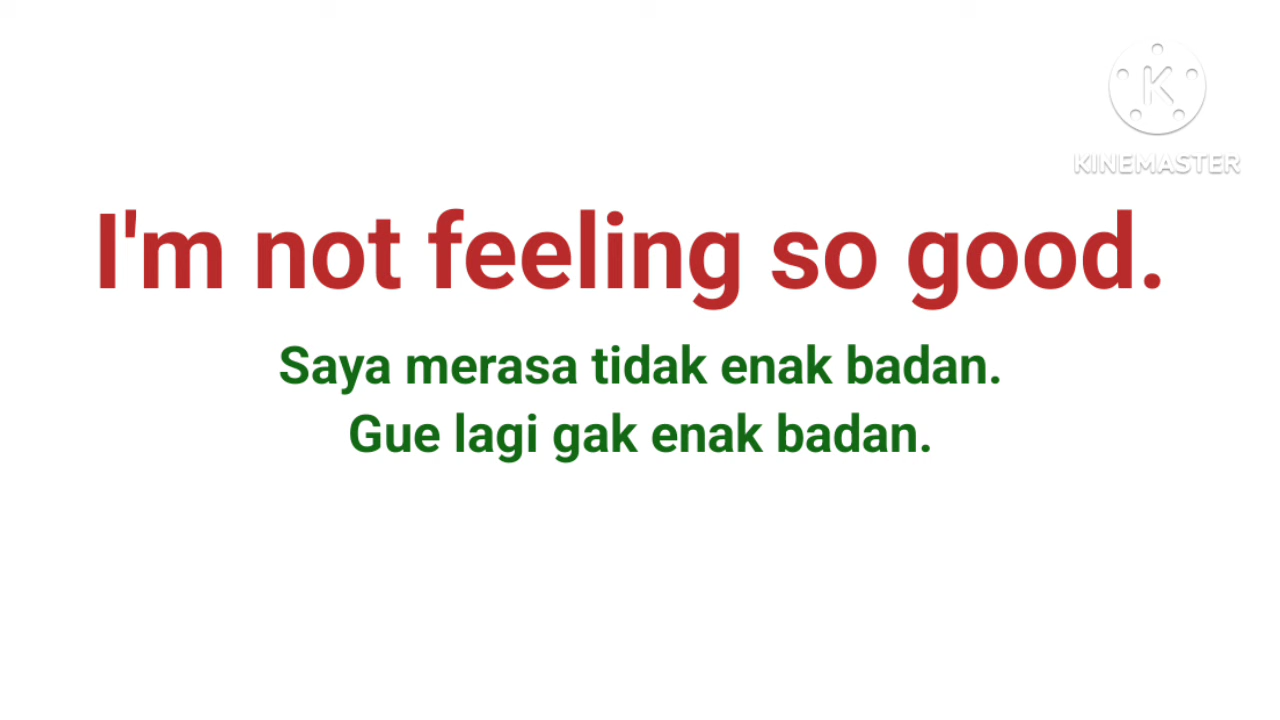 KINEMASTER
I'm not feeling so good.
Saya merasa tidak enak badan.
Gue lagi gak enak badan.